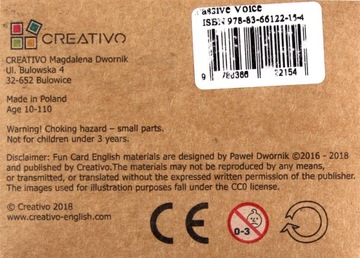 CREATIVO
Passive Voice
ISBN 978-83-66122-15-4
CREATIVO Magdalena Dwornik
Ul. Bulowska 4
32-652 Bulowice
Made in Poland
Age 10-110
Warning! Choking hazard – small parts.
Not for children under 3 years.
Disclaimer: Fun Card English materials are designed by Paweł Dwornik ©2016 - 2018
and published by Creativo.The materials may not be reproduced by any means,
or transmitted, or translated without the expressed written permission of the publisher.
The images used for illustration purposes fall under the CC0 license.
© Creativo 2018
www.creativo-english.com
CE
0-3